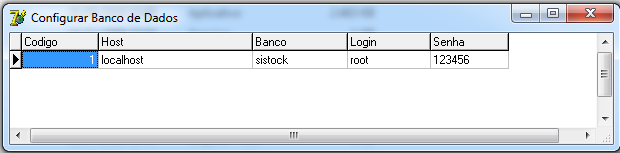 Configurar Banco de Dados
Codigo Host Banco Login Senha
1 localhost sistock root 123456